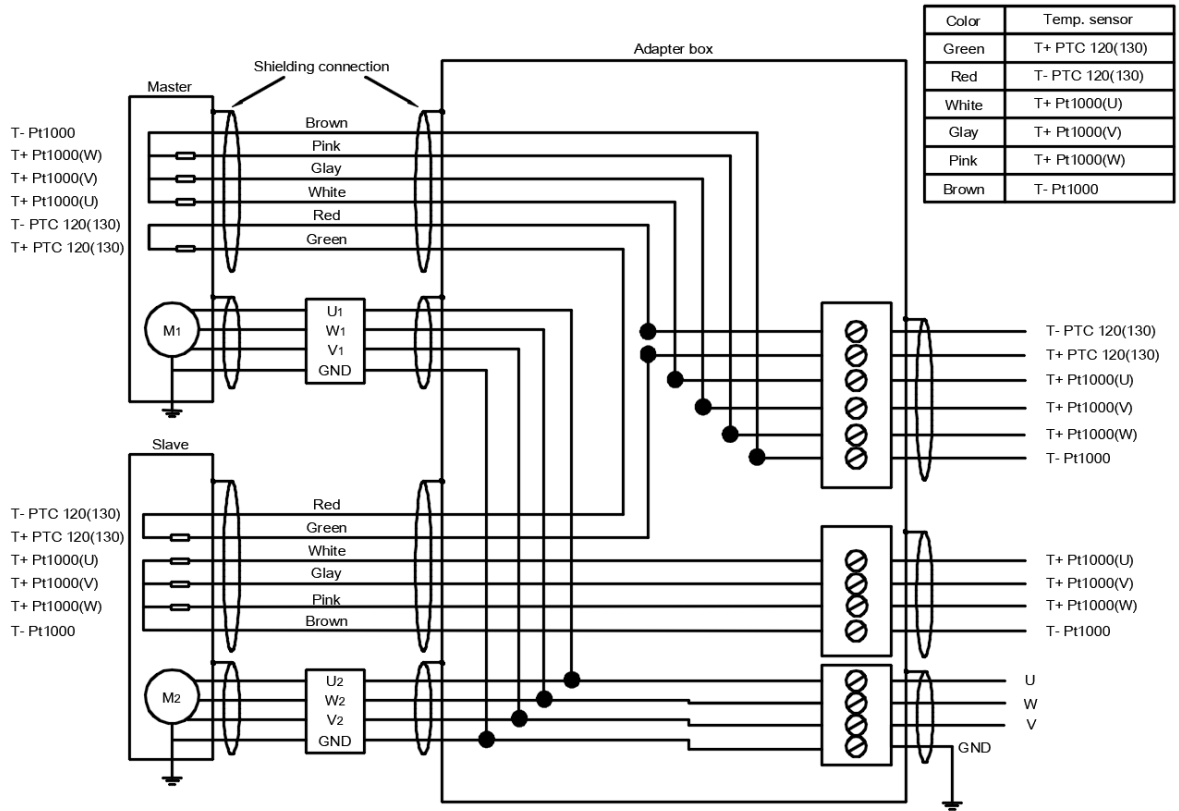 Color Temp. sensor
Green T+ PTC 120(130)
Red T- PTC 120(130)
White T+ Pt1000(U)
Glay T+ Pt1000(V)
Pink T+ Pt1000(W)
Brown T- Pt1000
Adapter box
Shielding connection
Master
T- Pt1000
T+ Pt1000(W)
T+ Pt1000(V)
T+ Pt1000(U)
T- PTC 120(130)
T+ PTC 120(130)
Brown
Pink
Glay
White
Red
Green
M1
U1
W1
V1
GND
T- PTC 120(130)
T+ PTC 120(130)
T+ Pt1000(U)
T+ Pt1000(V)
T+ Pt1000(W)
T- Pt1000
Slave
T- PTC 120(130)
T+ PTC 120(130)
T+ Pt1000(U)
T+ Pt1000(V)
T+ Pt1000(W)
T- Pt1000
Red
Green
White
Glay
Pink
Brown
T+ Pt1000(U)
T+ Pt1000(V)
T+ Pt1000(W)
T- Pt1000
M2
U2
W2
V2
GND
U
W
V
GND